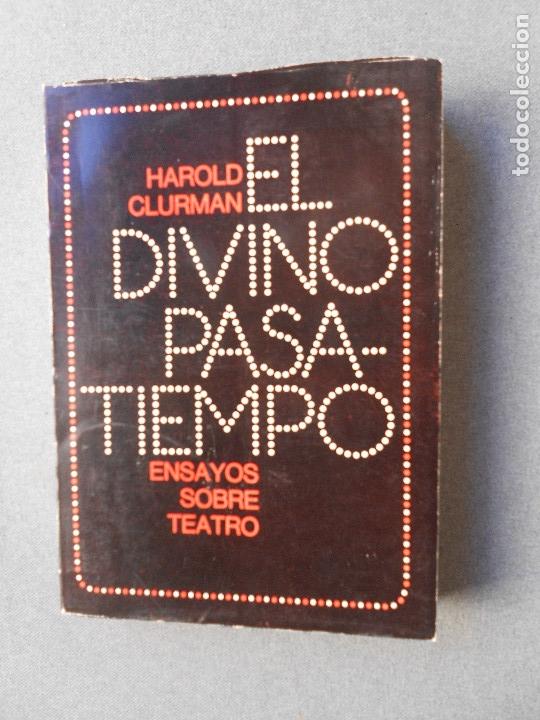 HAROLD
CLURMAN
EL
DIVINO
PASA-
TIEMPO
ENSAYOS
SOBRE
TEATRO
todocoleccion